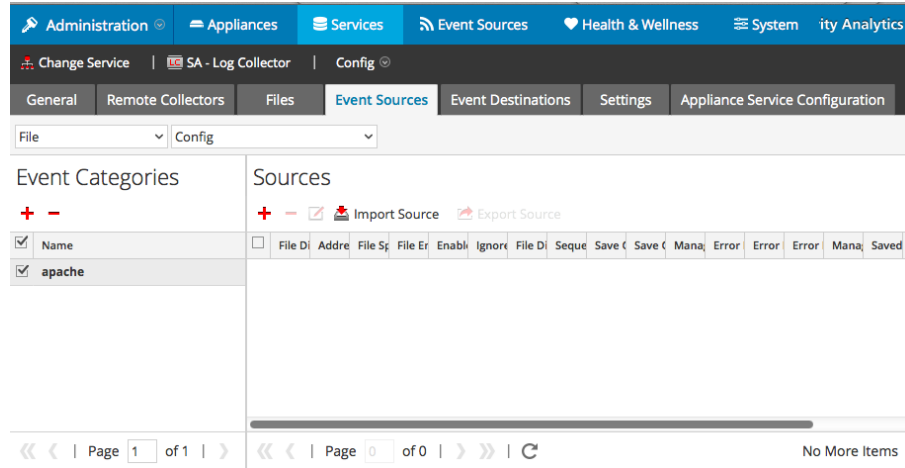 Administration Appliances Services Event Sources Health & Wellness System ity Analytics
Change Service | LC SA - Log Collector | Config
General Remote Collectors Files Event Sources Event Destinations Settings Appliance Service Configuration
File Config
Event Categories Sources
Import Source Export Source
Name File Di Addre File Sp File En Enable Ignore File Di Seque Save Save Mana Error Error Error Mana Saved
apache
Page 1 of 1 | Page 0 of 0 | No More Items